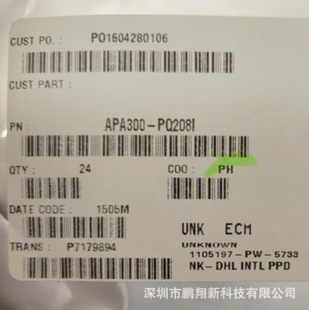 CUST PO. : PO1604280106
CUST PART :
PN : APA300-PQ208I
QTY : 24 COO : PH
DATE CODE : 1505M
UNK ECM
UNKNOWN
TRANS : P7179894
1105197-PW-5733
NK-DHL INTL PPD
深圳市鹏翔新科技有限公司